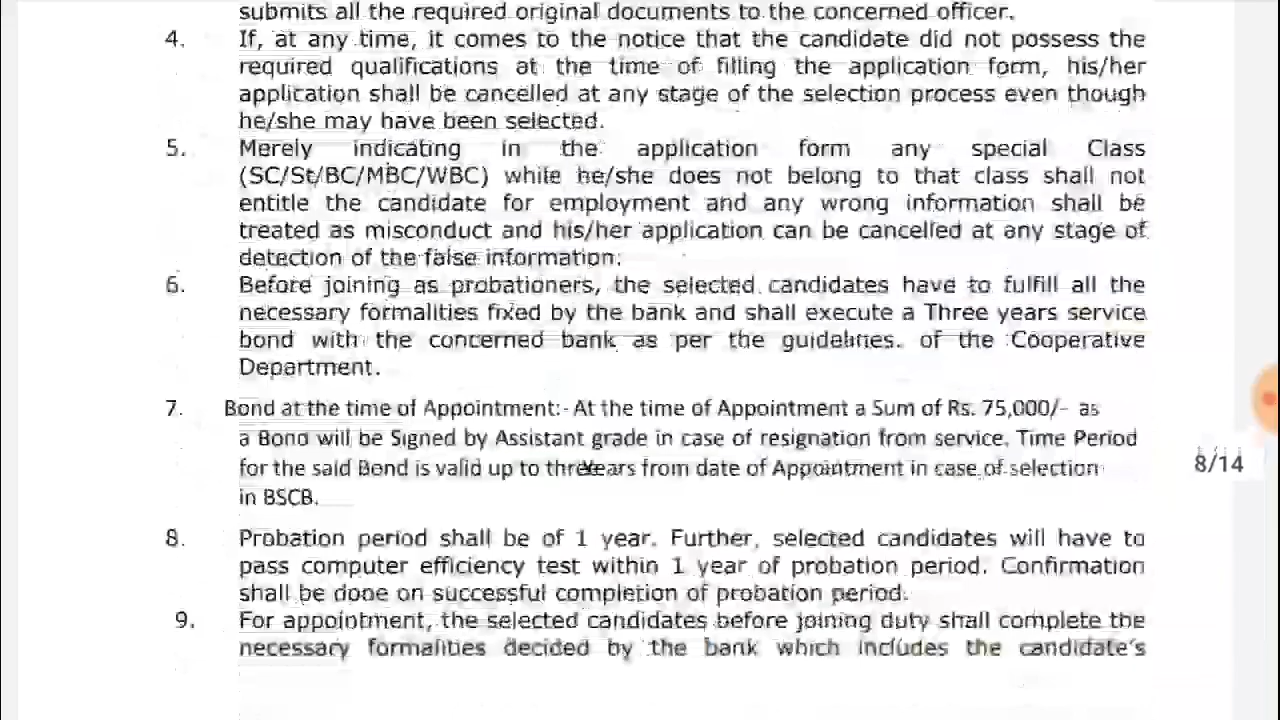 submits all the required original documents to the concerned officer.
4. If, at any time, it comes to the notice that the candidate did not possess the
required qualifications at the time of filling the application form, his/her
application shall be cancelled at any stage of the selection process even though
he/she may have been selected.
5. Merely indicating in the application form any special Class
(SC/St/BC/MBC/WBC) while he/she does not belong to that class shall not
entitle the candidate for employment and any wrong information shall be
treated as misconduct and his/her application can be cancelled at any stage of
detection of the false information.
6. Before joining as probationers, the selected candidates have to fulfill all the
necessary formalities fixed by the bank and shall execute a Three years service
bond with the concerned bank as per the guidelines. of the Cooperative
Department.
7. Bond at the time of Appointment:- At the time of Appointment a Sum of Rs. 75,000/- as
a Bond will be Signed by Assistant grade in case of resignation from service. Time Period
for the said Bond is valid up to threeYears from date of Appointment in case of selection
in BSCB.
8/14
8. Probation period shall be of 1 year. Further, selected candidates will have to
pass computer efficiency test within 1 year of probation period. Confirmation
shall be done on successful completion of probation period.
9. For appointment, the selected candidates before joining duty shall complete the
necessary formalities decided by the bank which includes the candidate's